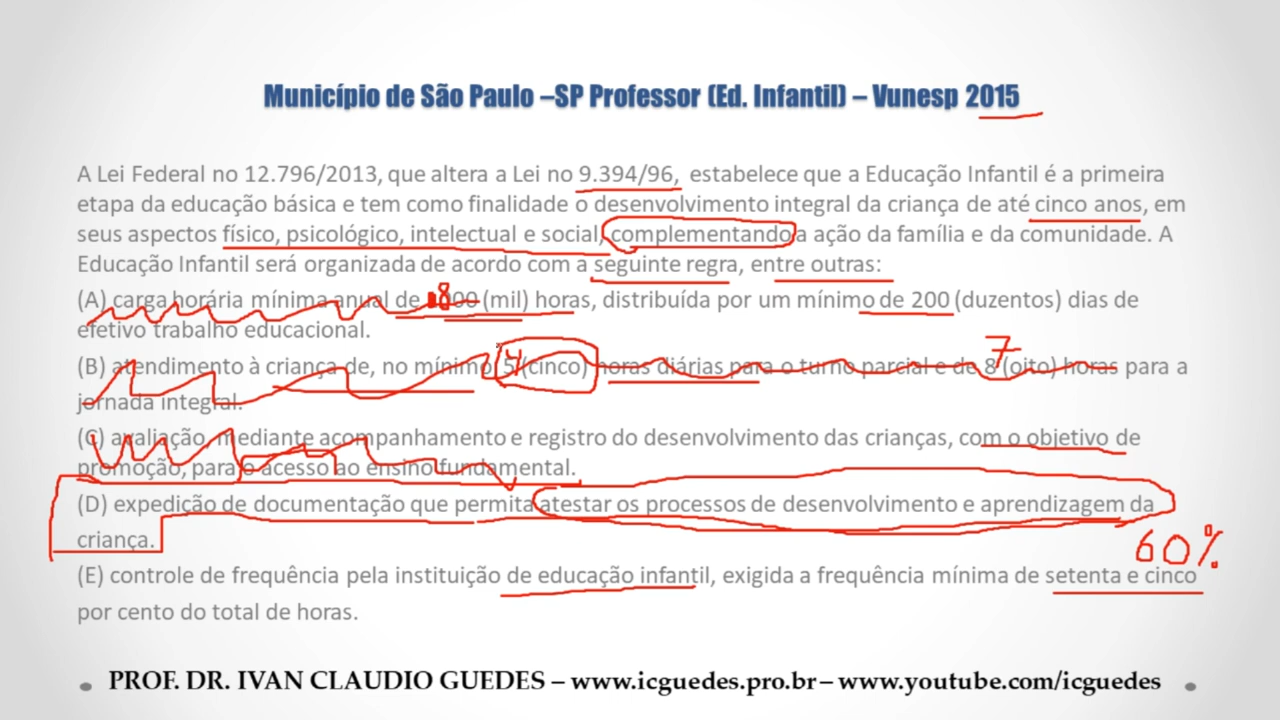 Município de São Paulo –SP Professor (Ed. Infantil) – Vunesp 2015
A Lei Federal no 12.796/2013, que altera a Lei no 9.394/96, estabelece que a Educação Infantil é a primeira
etapa da educação básica e tem como finalidade o desenvolvimento integral da criança de até cinco anos, em
seus aspectos físico, psicológico, intelectual e social, complementando a ação da família e da comunidade. A
Educação Infantil será organizada de acordo com a seguinte regra, entre outras:
(A) carga horária mínima anual de 800 (mil) horas, distribuída por um mínimo de 200 (duzentos) dias de
efetivo trabalho educacional.
7
(B) atendimento à criança de, no mínimo, 5 4 (cinco) horas diárias para o turno parcial e de 8 (oito) horas para a
jornada integral.
(C) avaliação, mediante acompanhamento e registro do desenvolvimento das crianças, com o objetivo de
promoção, para o acesso ao ensino fundamental.
(D) expedição de documentação que permita atestar os processos de desenvolvimento e aprendizagem da
criança.
60%
(E) controle de frequência pela instituição de educação infantil, exigida a frequência mínima de setenta e cinco
por cento do total de horas.
PROF. DR. IVAN CLAUDIO GUEDES – www.icguedes.pro.br – www.youtube.com/icguedes